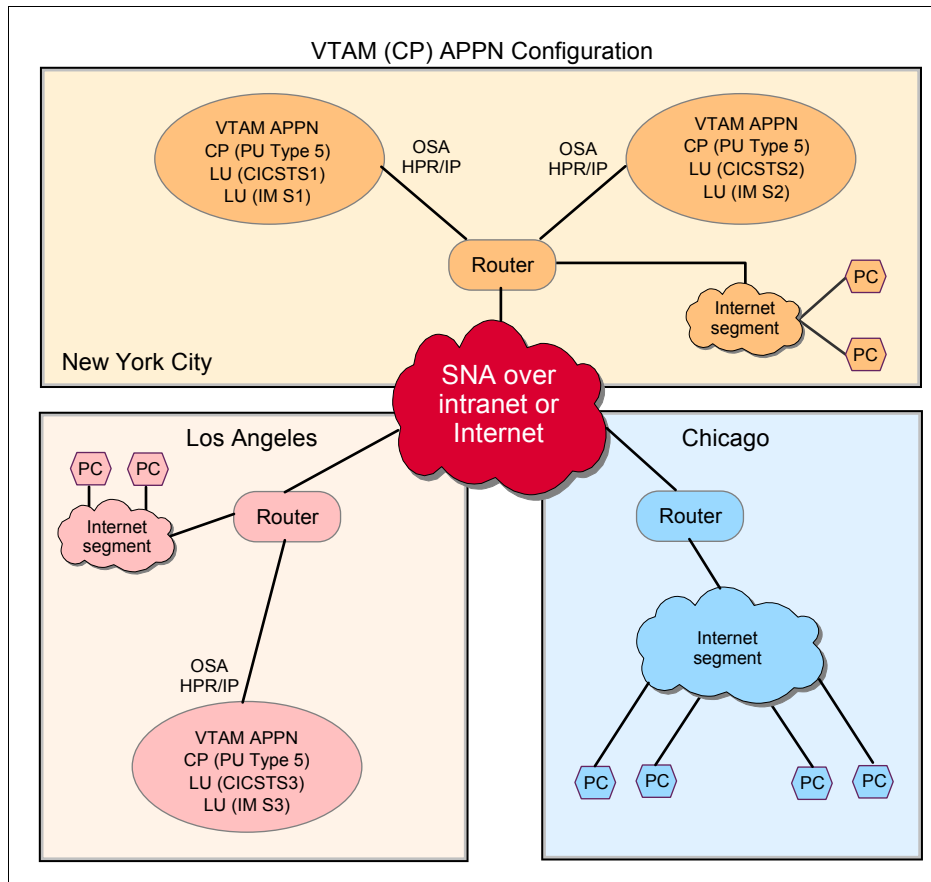 VTAM (CP) APPN Configuration
VTAM APPN
CP (PU Type 5)
LU (CICSTS1)
LU (IM S1)
OSA
HPR/IP
OSA
HPR/IP
VTAM APPN
CP (PU Type 5)
LU (CICSTS2)
LU (IM S2)
Router
PC
Internet
segment
PC
New York City
SNA over
intranet or
Internet
Los Angeles
PC
PC
Internet
segment
Router
OSA
HPR/IP
VTAM APPN
CP (PU Type 5)
LU (CICSTS3)
LU (IM S3)
Chicago
Router
Internet
segment
PC
PC
PC
PC